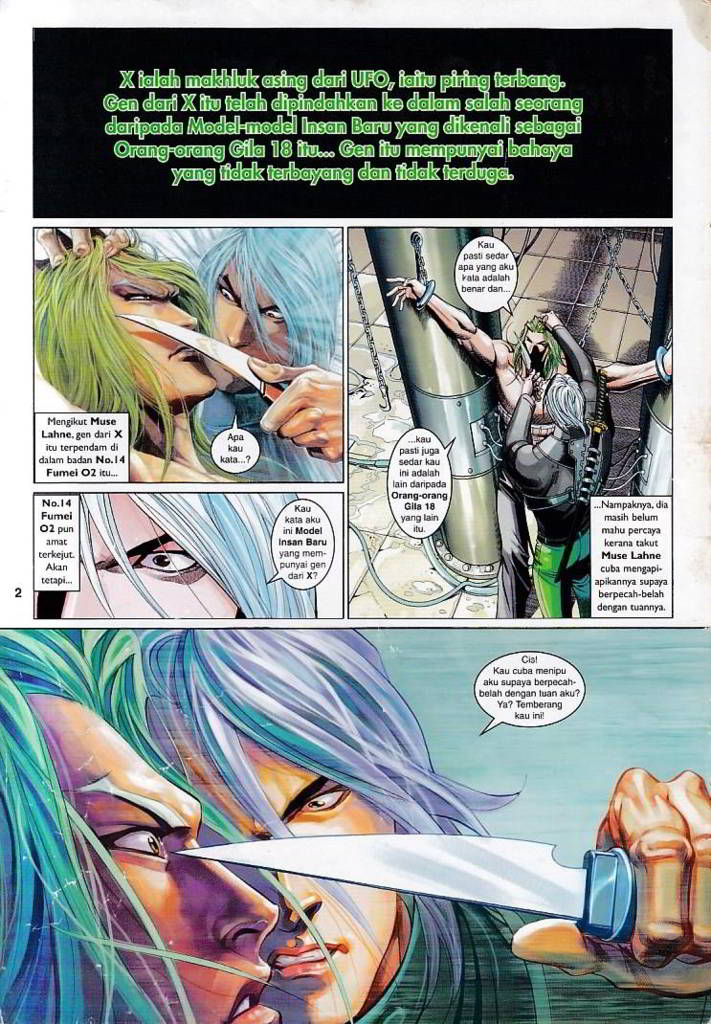 X ialah makhluk asing dari UFO, iaitu piring terbang.
Gen dari X itu telah dipindahkan ke dalam salah seorang
daripada Model-model Insan Baru yang dikenali sebagai
Orang-orang Gila 18 itu... Gen itu mempunyai bahaya
yang tidak terbayang dan tidak terduga.
Mengikut Muse
Lahne, gen dari X
itu terpendam di
dalam badan No.14
Fumei O2 itu...
Apa
kau
kata...?
Kau
pasti sedar
apa yang aku
kata adalah
benar dan...
...kau
pasti juga
sedar kau
ini adalah
lain daripada
Orang-orang
Gila 18
yang lain
itu.
...Nampaknya, dia
masih belum
mahu percaya
kerana takut
Muse Lahne
cuba mengapi-
apikannya supaya
berpecah-belah
dengan tuannya.
No.14
Fumei
O2 pun
amat
terkejut.
Akan
tetapi...
Kau
kata aku
ini Model
Insan Baru
yang mem-
punyai gen
dari X?
2
Cis!
Kau cuba menipu
aku supaya berpecah-
belah dengan tuan aku?
Ya? Temberang
kau ini!